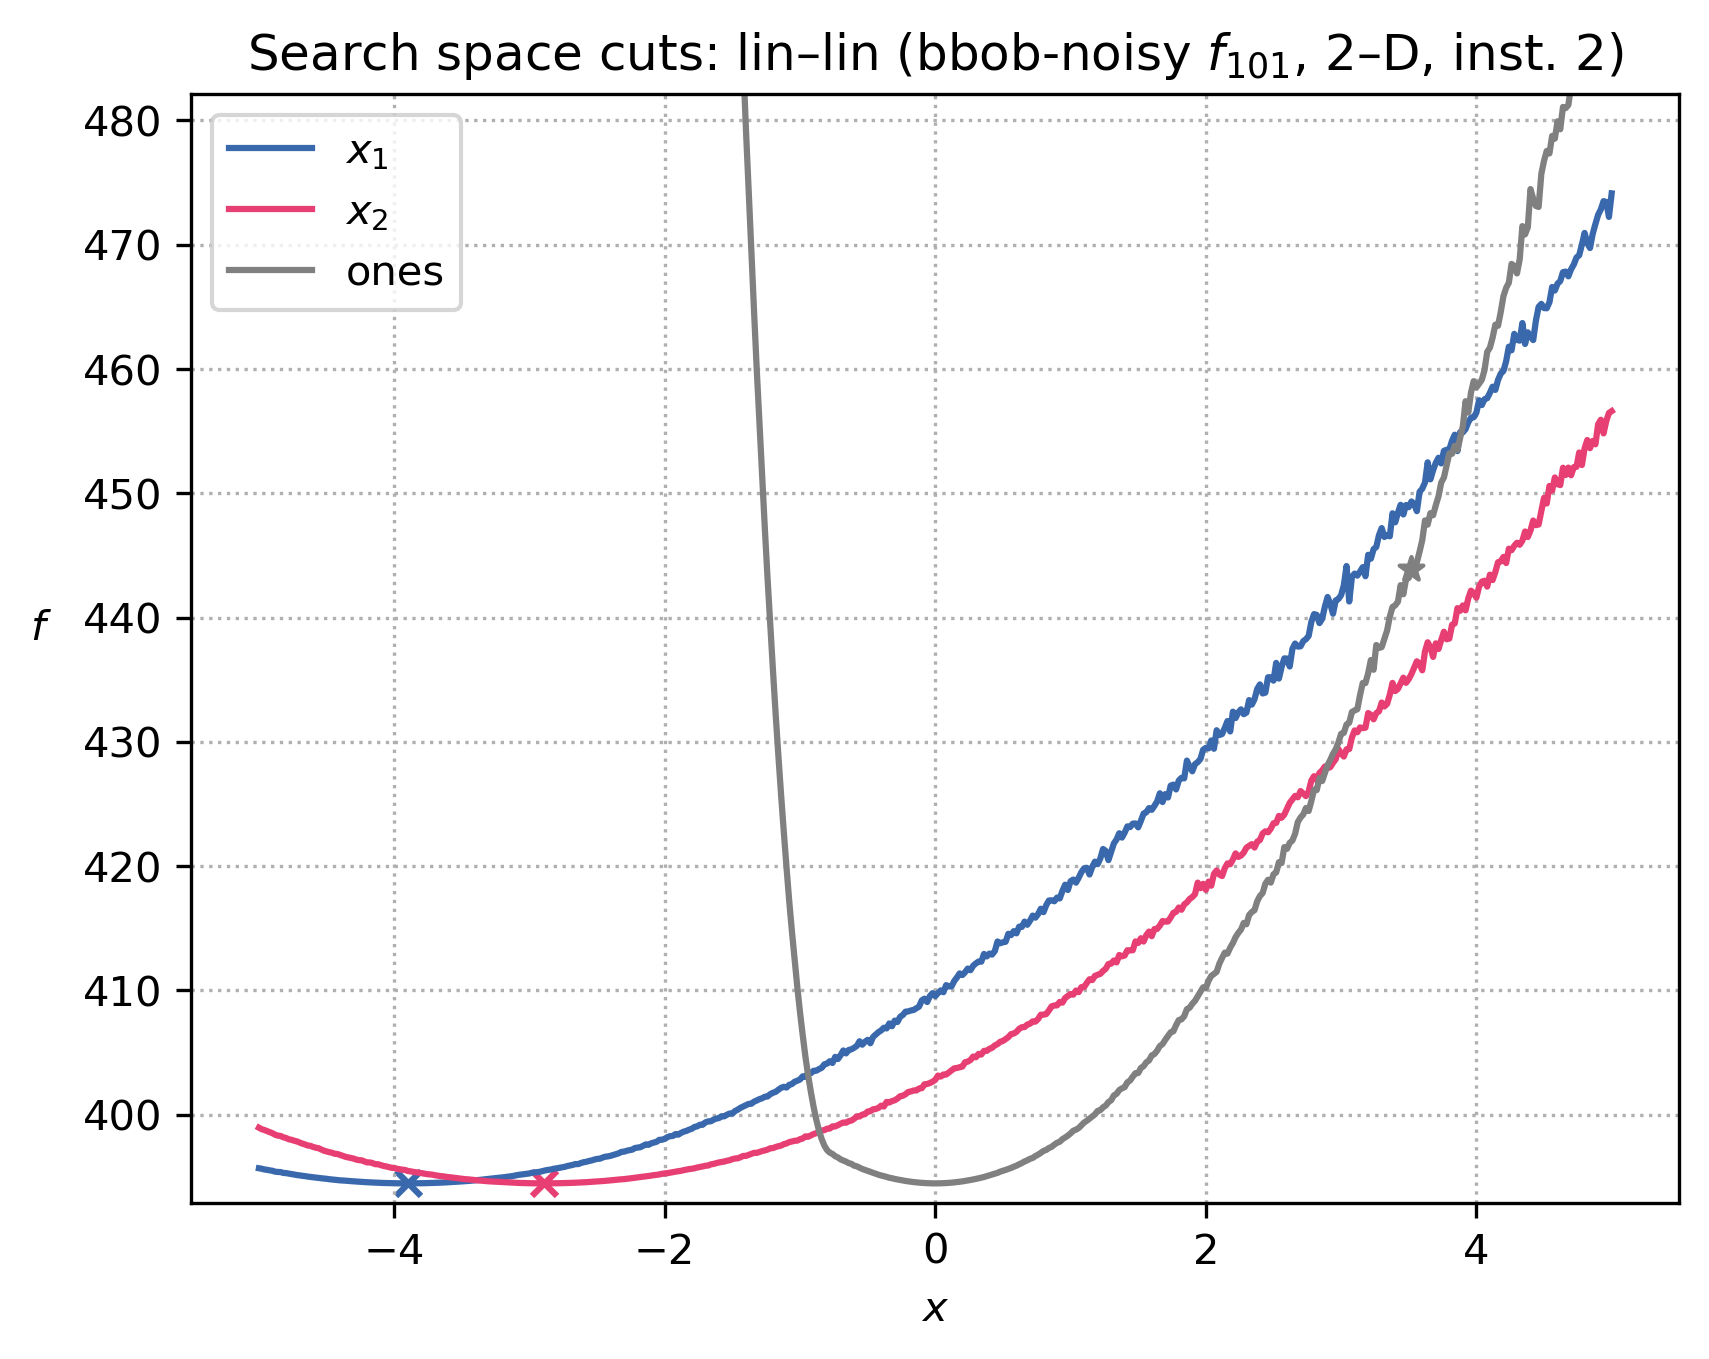 Search space cuts: lin–lin (bbob-noisy f₁₀₁, 2–D, inst. 2)
x₁
x₂
ones
480
470
460
450
440
430
420
410
400
f
−4 −2 0 2 4
x